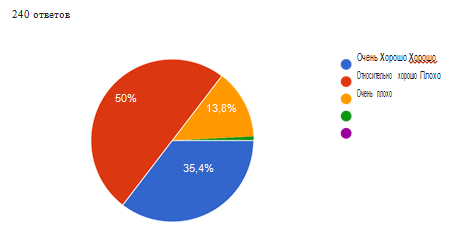 240 ответов
Очень Хорошо Хорошо
Относительно хорошо Плохо
Очень плохо
50%
13,8%
35,4%